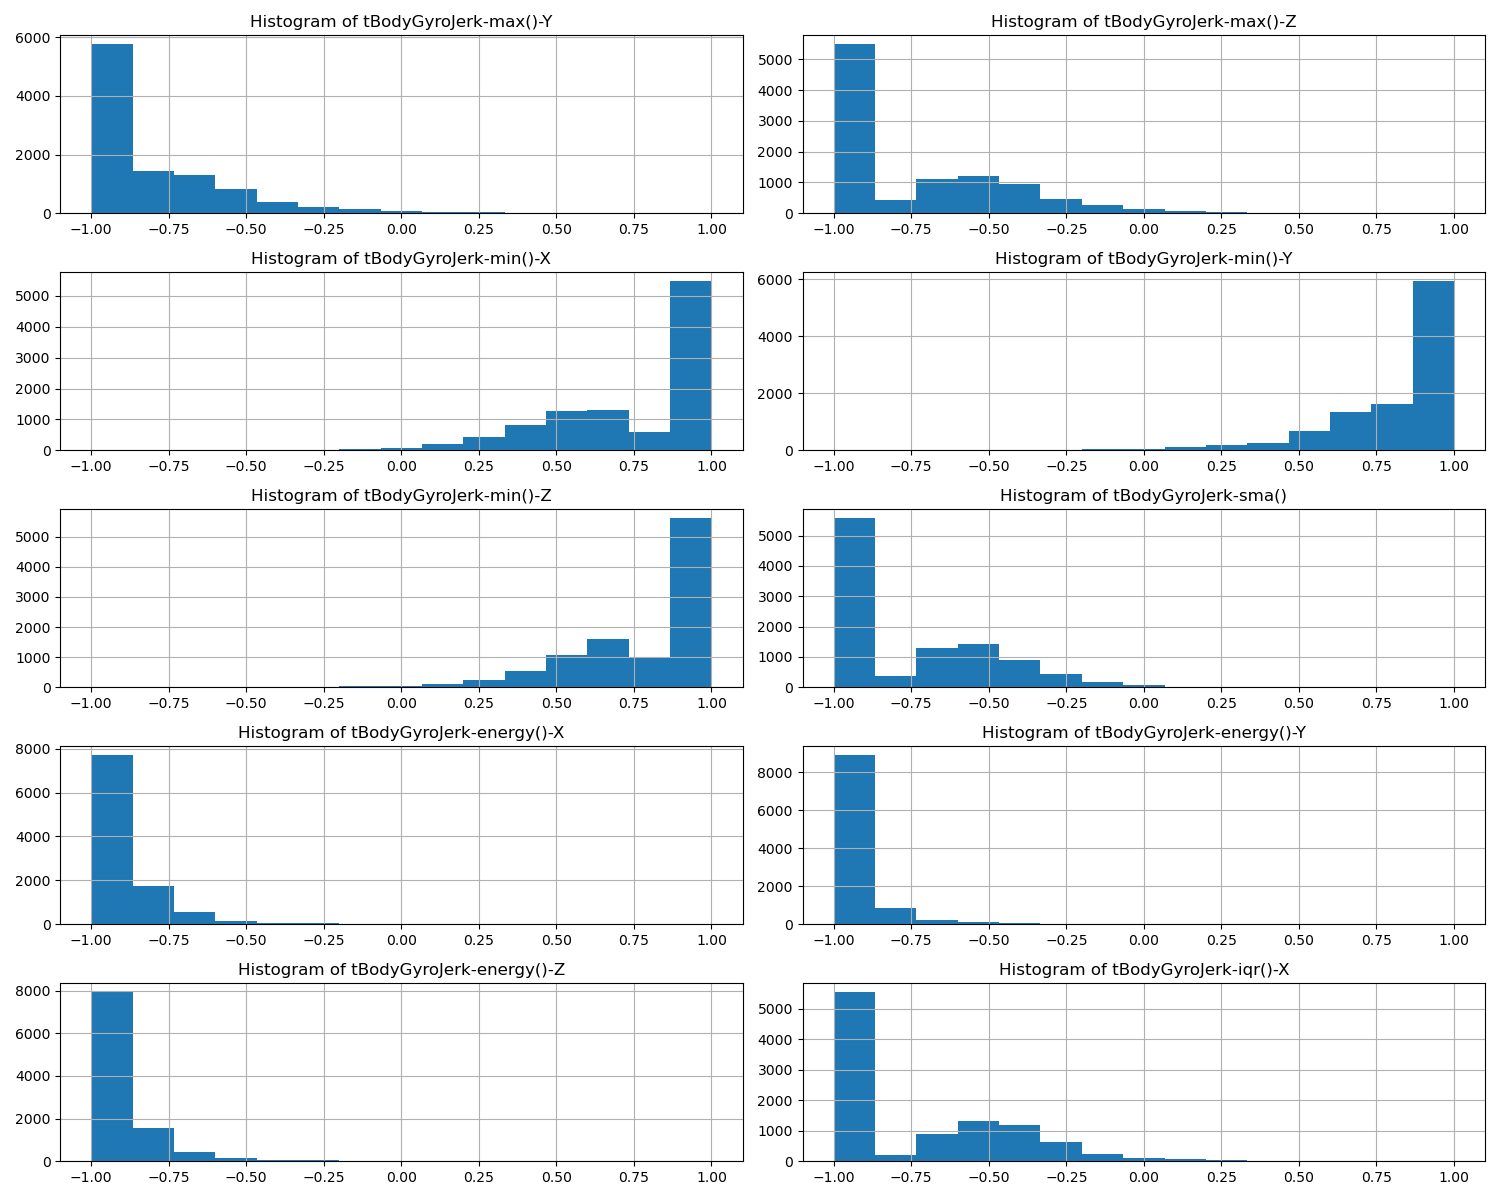 Histogram of tBodyGyroJerk-max()-Y
6000
4000
2000
0
−1.00 −0.75 −0.50 −0.25 0.00 0.25 0.50 0.75 1.00
Histogram of tBodyGyroJerk-max()-Z
5000
4000
3000
2000
1000
0
−1.00 −0.75 −0.50 −0.25 0.00 0.25 0.50 0.75 1.00
Histogram of tBodyGyroJerk-min()-X
5000
4000
3000
2000
1000
0
−1.00 −0.75 −0.50 −0.25 0.00 0.25 0.50 0.75 1.00
Histogram of tBodyGyroJerk-min()-Y
6000
4000
2000
0
−1.00 −0.75 −0.50 −0.25 0.00 0.25 0.50 0.75 1.00
Histogram of tBodyGyroJerk-min()-Z
5000
4000
3000
2000
1000
0
−1.00 −0.75 −0.50 −0.25 0.00 0.25 0.50 0.75 1.00
Histogram of tBodyGyroJerk-sma()
5000
4000
3000
2000
1000
0
−1.00 −0.75 −0.50 −0.25 0.00 0.25 0.50 0.75 1.00
Histogram of tBodyGyroJerk-energy()-X
8000
6000
4000
2000
0
−1.00 −0.75 −0.50 −0.25 0.00 0.25 0.50 0.75 1.00
Histogram of tBodyGyroJerk-energy()-Y
8000
6000
4000
2000
0
−1.00 −0.75 −0.50 −0.25 0.00 0.25 0.50 0.75 1.00
Histogram of tBodyGyroJerk-energy()-Z
8000
6000
4000
2000
0
−1.00 −0.75 −0.50 −0.25 0.00 0.25 0.50 0.75 1.00
Histogram of tBodyGyroJerk-iqr()-X
5000
4000
3000
2000
1000
0
−1.00 −0.75 −0.50 −0.25 0.00 0.25 0.50 0.75 1.00